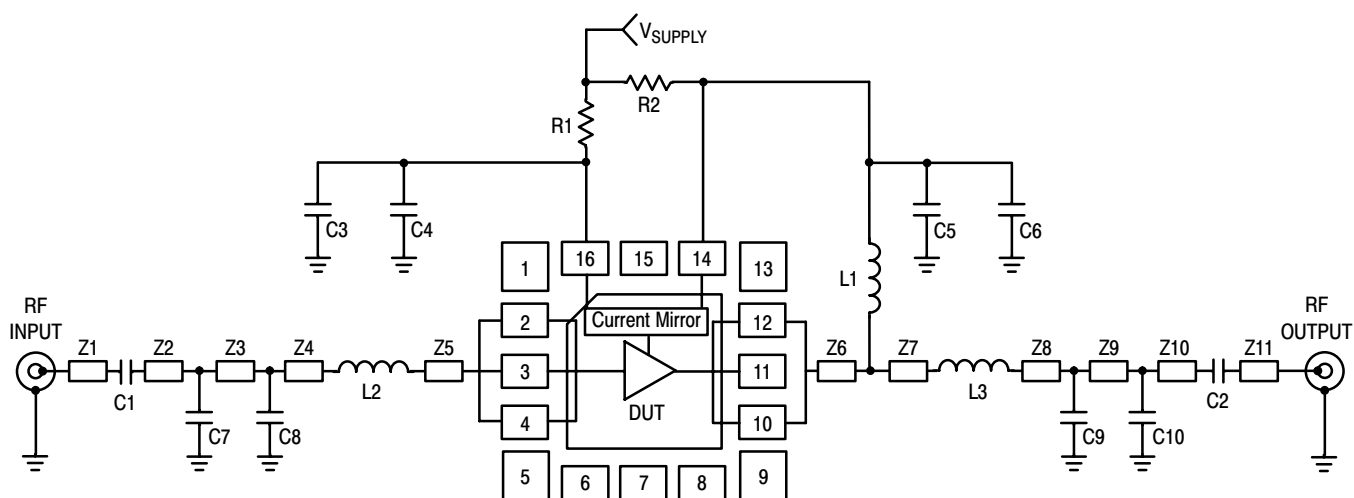 VSUPPLY
R2
R1
C3
C4
C5
C6
1
16
15
14
13
L1
RF
INPUT
RF
OUTPUT
2
Current Mirror
12
Z1
Z2
Z3
Z4
Z5
3
11
Z6
Z7
Z8
Z9
Z10
Z11
C1
L2
DUT
L3
C2
C7
C8
4
10
C9
C10
5
6
7
8
9